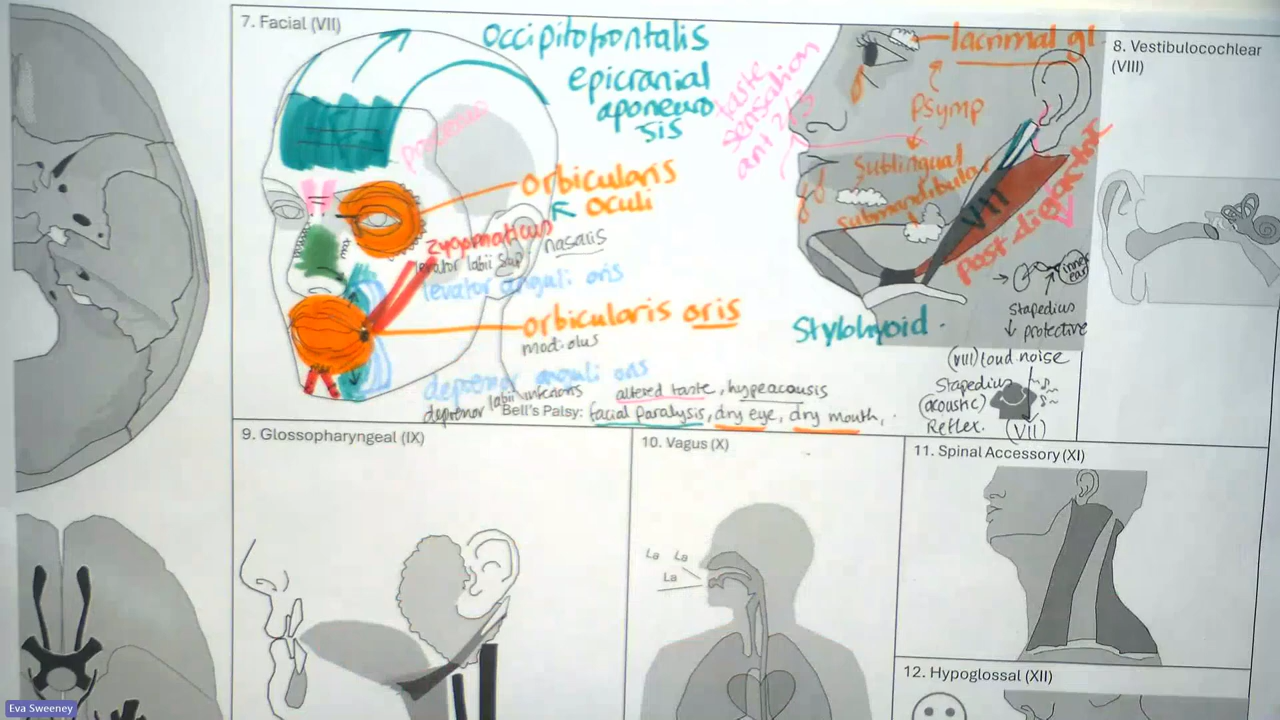 7. Facial (VII)
Occipitofrontalis
epicranial
aponeuro
sis
procerus
Orbicularis
oculi
zygomaticus
nasaris
levator labii sup
levator anguli oris
orbicularis oris
modiolus
depressor anguli oris
depressor labii inferioris
altered taste, hypeacousis
Bell's Palsy: facial paralysis, dry eye, dry mouth,
taste
sensation
ant 2/3
lacrimal gl
Psymp
Sublingual
submandibular
VII
Post digastric
Stylohyoid
inner
ear
Stapedius
↓ protective
(VIII) loud noise
Stapedius
(acoustic)
Reflex.
(VII)
8. Vestibulocochlear
(VIII)
9. Glossopharyngeal (IX)
10. Vagus (X)
La La
La
11. Spinal Accessory (XI)
12. Hypoglossal (XII)
Eva Sweeney